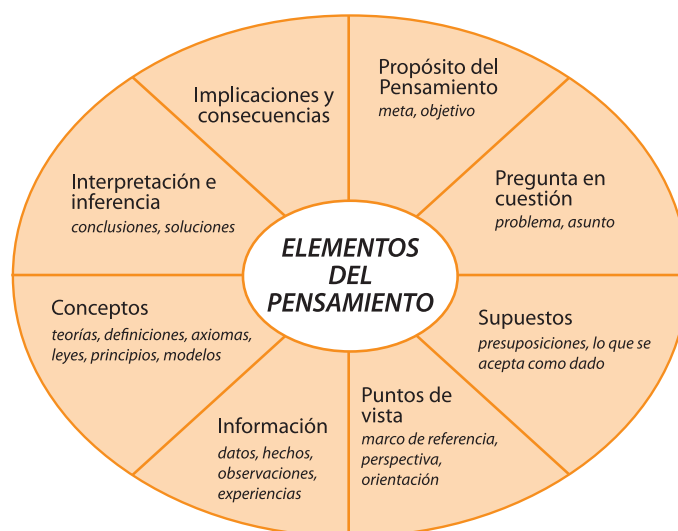 Propósito del
Pensamiento
meta, objetivo
Pregunta en
cuestión
problema, asunto
Supuestos
presuposiciones, lo que se
acepta como dado
Puntos de
vista
marco de referencia,
perspectiva,
orientación
Información
datos, hechos,
observaciones,
experiencias
Conceptos
teorías, definiciones, axiomas,
leyes, principios, modelos
Interpretación e
inferencia
conclusiones, soluciones
Implicaciones y
consecuencias
ELEMENTOS
DEL
PENSAMIENTO